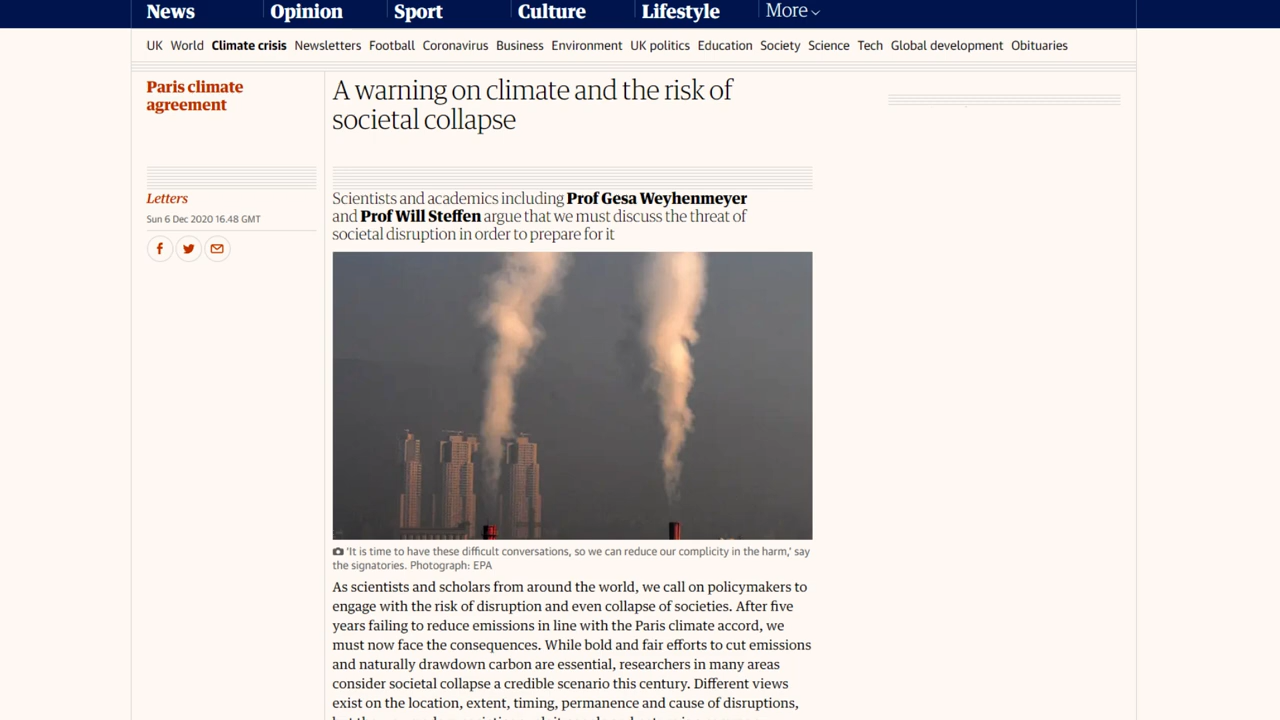 News Opinion Sport Culture Lifestyle More
UK World Climate crisis Newsletters Football Coronavirus Business Environment UK politics Education Society Science Tech Global development Obituaries
Paris climate
agreement
A warning on climate and the risk of
societal collapse
Letters
Sun 6 Dec 2020 16.48 GMT
Scientists and academics including Prof Gesa Weyhenmeyer
and Prof Will Steffen argue that we must discuss the threat of
societal disruption in order to prepare for it
'It is time to have these difficult conversations, so we can reduce our complicity in the harm,' say
the signatories. Photograph: EPA
As scientists and scholars from around the world, we call on policymakers to
engage with the risk of disruption and even collapse of societies. After five
years failing to reduce emissions in line with the Paris climate accord, we
must now face the consequences. While bold and fair efforts to cut emissions
and naturally drawdown carbon are essential, researchers in many areas
consider societal collapse a credible scenario this century. Different views
exist on the location, extent, timing, permanence and cause of disruptions,